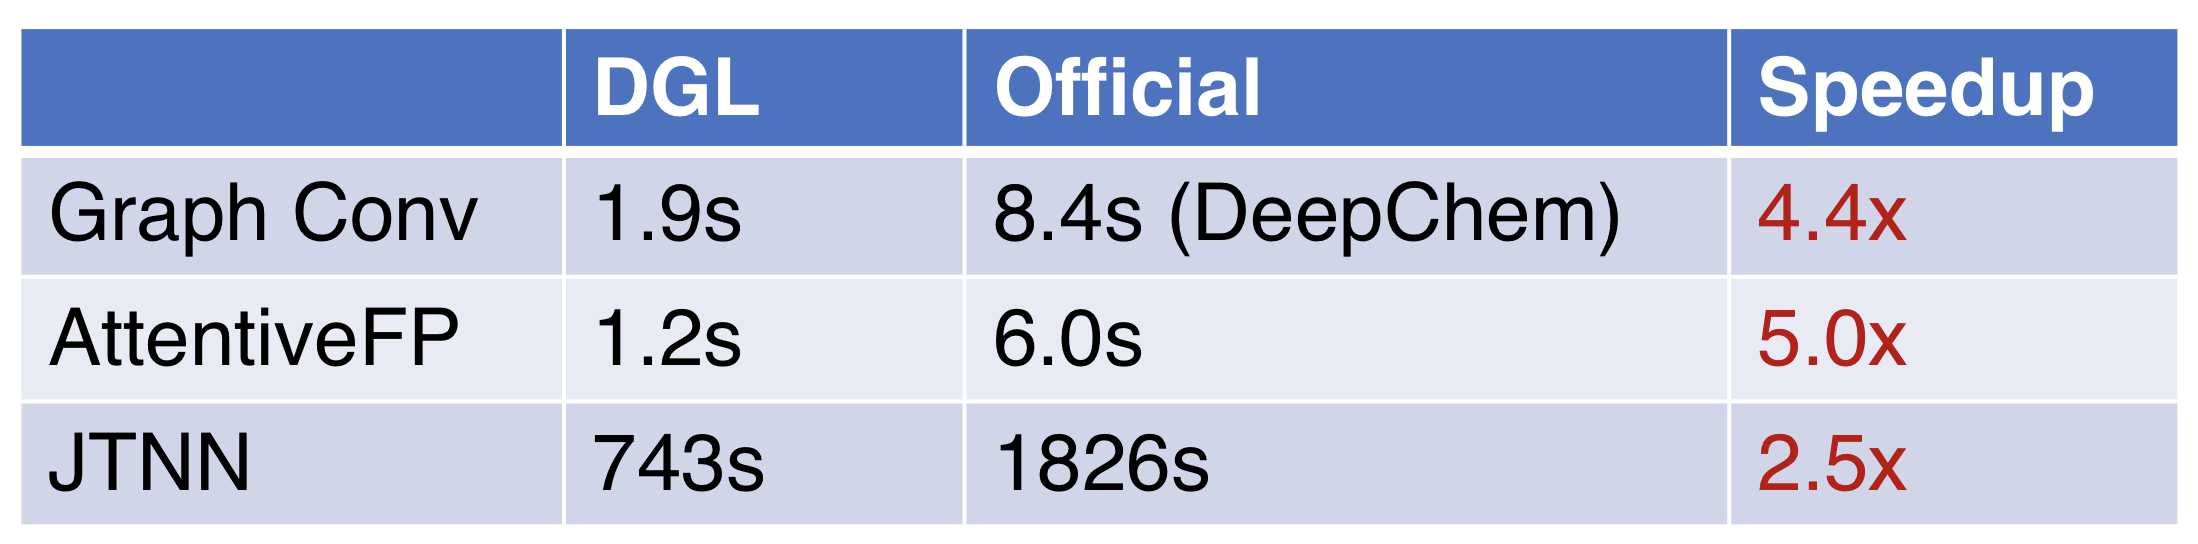 DGL Official Speedup
Graph Conv 1.9s 8.4s (DeepChem) 4.4x
AttentiveFP 1.2s 6.0s 5.0x
JTNN 743s 1826s 2.5x